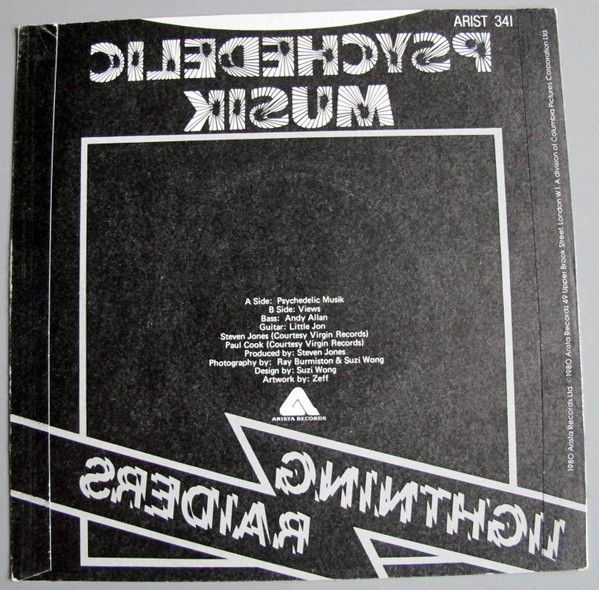 ARIST 341
PSYCHEDELIC
MUSIK
A Side: Psychedelic Musik
B Side: Views
Bass: Andy Allan
Guitar: Little Jon
Steven Jones (Courtesy Virgin Records)
Paul Cook (Courtesy Virgin Records)
Produced by: Steven Jones
Photography by: Ray Burmiston & Suzi Wong
Design by: Suzi Wong
Artwork by: Zeff
ARISTA RECORDS
LIGHTNING
RAIDERS
1980 Arista Records Ltd. © 1980 Arista Records 49 Upper Brook Street, London W.1. A division of Columbia Pictures Corporation Ltd.